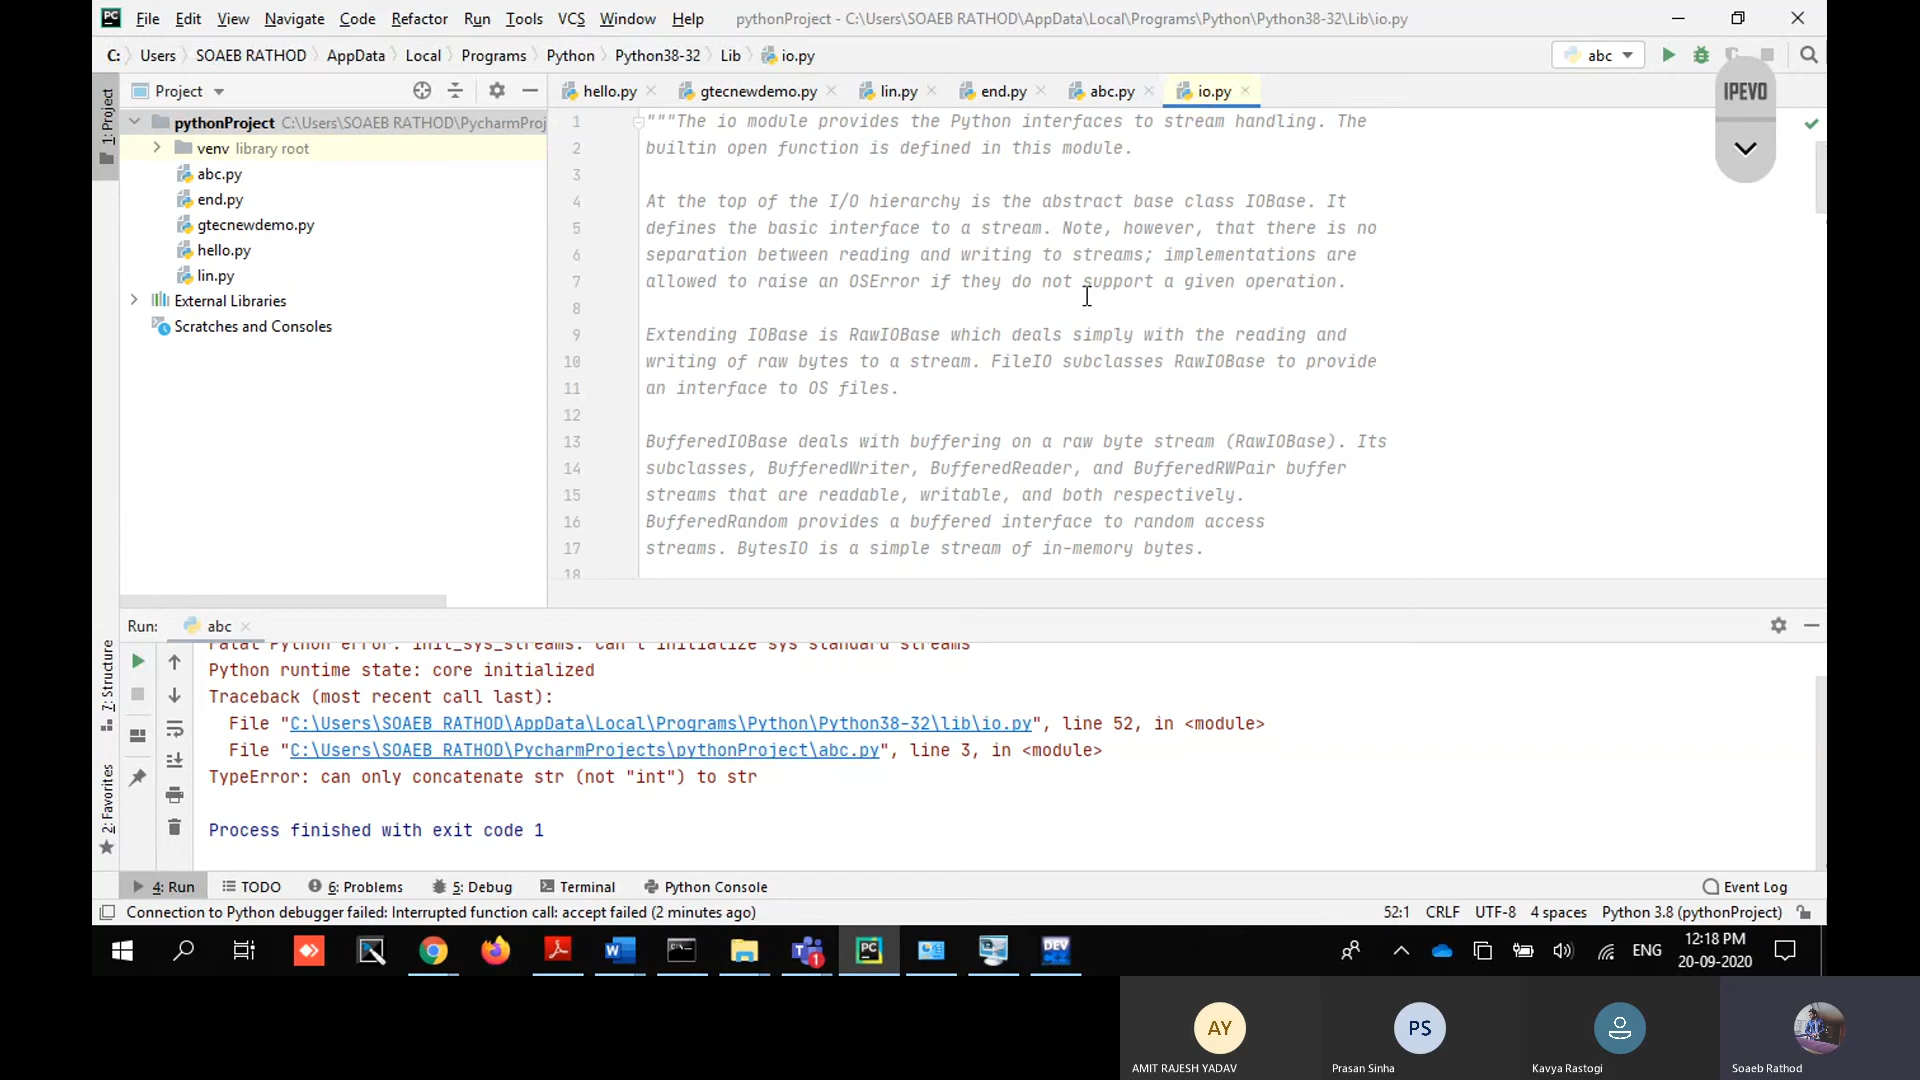 File Edit View Navigate Code Refactor Run Tools VCS Window Help pythonProject - C:\Users\SOAEB RATHOD\AppData\Local\Programs\Python\Python38-32\Lib\io.py
C: Users SOAEB RATHOD AppData Local Programs Python Python38-32 Lib io.py abc
IPEVO
Project
hello.py gtecnewdemo.py lin.py end.py abc.py io.py
1: Project
pythonProject C:\Users\SOAEB RATHOD\PycharmProj
venv library root
abc.py
end.py
gtecnewdemo.py
hello.py
lin.py
External Libraries
Scratches and Consoles
1 """The io module provides the Python interfaces to stream handling. The
2 builtin open function is defined in this module.
3
4 At the top of the I/O hierarchy is the abstract base class IOBase. It
5 defines the basic interface to a stream. Note, however, that there is no
6 separation between reading and writing to streams; implementations are
7 allowed to raise an OSError if they do not support a given operation.
8
9 Extending IOBase is RawIOBase which deals simply with the reading and
10 writing of raw bytes to a stream. FileIO subclasses RawIOBase to provide
11 an interface to OS files.
12
13 BufferedIOBase deals with buffering on a raw byte stream (RawIOBase). Its
14 subclasses, BufferedWriter, BufferedReader, and BufferedRWPair buffer
15 streams that are readable, writable, and both respectively.
16 BufferedRandom provides a buffered interface to random access
17 streams. BytesIO is a simple stream of in-memory bytes.
18
Run: abc
7: Structure
2: Favorites
Fatal Python error: init_sys_streams: can't initialize sys standard streams
Python runtime state: core initialized
Traceback (most recent call last):
File "C:\Users\SOAEB RATHOD\AppData\Local\Programs\Python\Python38-32\lib\io.py", line 52, in <module>
File "C:\Users\SOAEB RATHOD\PycharmProjects\pythonProject\abc.py", line 3, in <module>
TypeError: can only concatenate str (not "int") to str
Process finished with exit code 1
4: Run TODO 6: Problems 5: Debug Terminal Python Console Event Log
Connection to Python debugger failed: Interrupted function call: accept failed (2 minutes ago) 52:1 CRLF UTF-8 4 spaces Python 3.8 (pythonProject)
PC DEV 1 ENG 12:18 PM
20-09-2020
AY PS
AMIT RAJESH YADAV Prasan Sinha Kavya Rastogi Soaeb Rathod